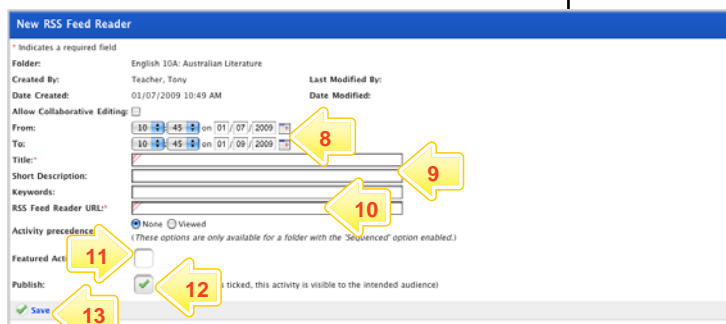 New RSS Feed Reader
* Indicates a required field
Folder: English 10A: Australian Literature
Created By: Teacher, Tony Last Modified By:
Date Created: 01/07/2009 10:49 AM Date Modified:
Allow Collaborative Editing:
From: 10 : 45 on 01 / 07 / 2009
8
To: 10 : 45 on 01 / 09 / 2009
Title:*
9
Short Description:
Keywords:
RSS Feed Reader URL:*
10
Activity precedence None Viewed
(These options are only available for a folder with the 'Sequenced' option enabled.)
Featured Acti
11
Publish: ticked, this activity is visible to the intended audience)
12
Save
13